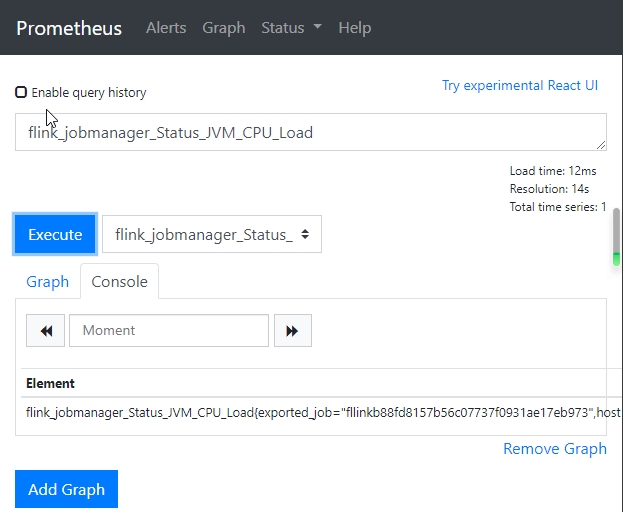 Prometheus Alerts Graph Status Help
Enable query history
Try experimental React UI
flink_jobmanager_Status_JVM_CPU_Load
Load time: 12ms
Resolution: 14s
Total time series: 1
Execute
flink_jobmanager_Status_
Graph Console
Moment
Element
flink_jobmanager_Status_JVM_CPU_Load{exported_job="fllinkb88fd8157b56c07737f0931ae17eb973",host
Remove Graph
Add Graph